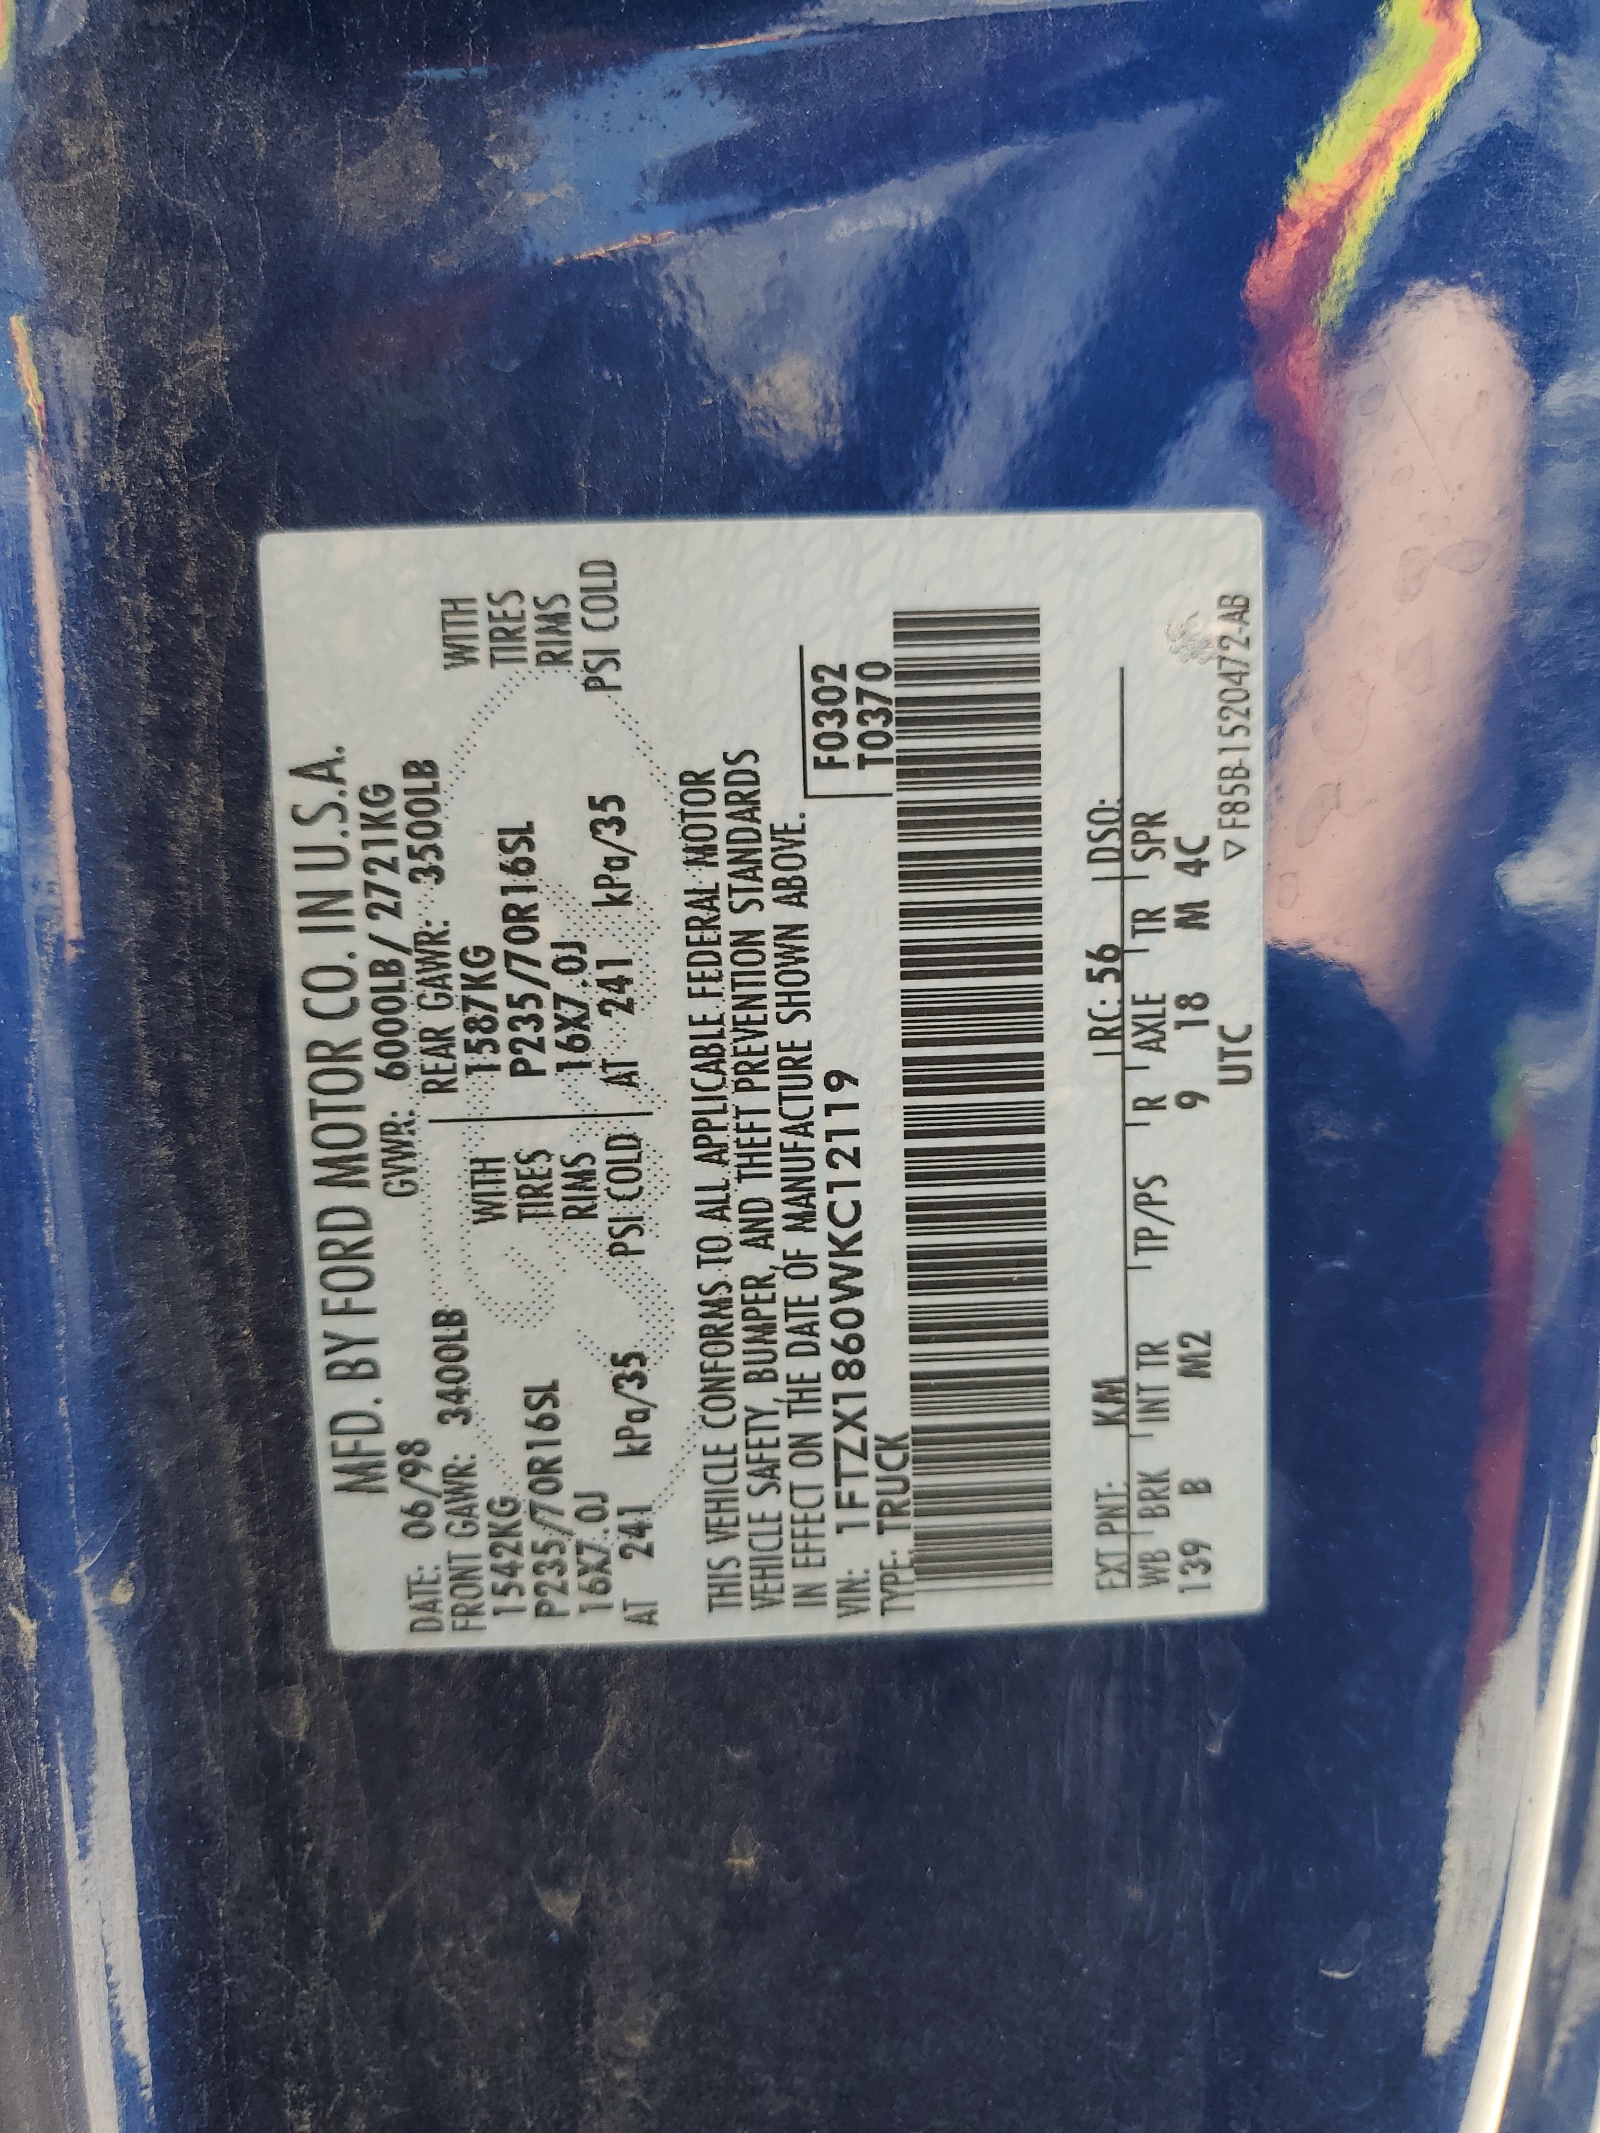 MFD. BY FORD MOTOR CO. IN U.S.A.
DATE: 06/98 GVWR: 6000LB/ 2721KG
FRONT GAWR: 3400LB REAR GAWR: 3500LB
1542KG WITH 1587KG WITH
P235/70R16SL TIRES P235/70R16SL TIRES
16X7.0J RIMS 16X7.0J RIMS
AT 241 kPa/35 PSI COLD AT 241 kPa/35 PSI COLD
THIS VEHICLE CONFORMS TO ALL APPLICABLE FEDERAL MOTOR
VEHICLE SAFETY, BUMPER, AND THEFT PREVENTION STANDARDS
IN EFFECT ON THE DATE OF MANUFACTURE SHOWN ABOVE.
VIN: 1FTZX1860WKC12119 F0302
TYPE: TRUCK T0370
EXT PNT: KM RC: 56 DSO:
WB BRK INT TR TP/PS R AXLE TR SPR
139 B M2 9 18 M 4C
UTC
▽ F85B-1520472-AB